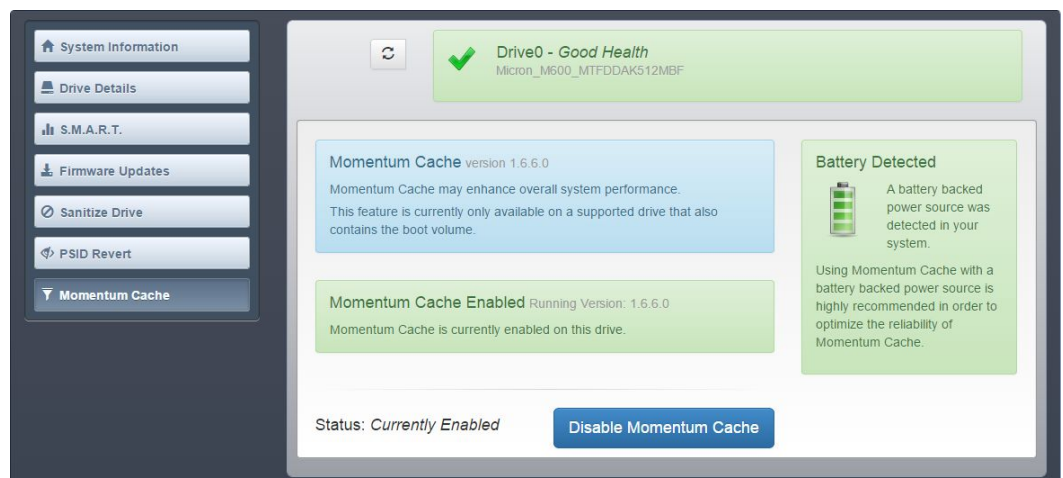 System Information
Drive Details
S.M.A.R.T.
Firmware Updates
Sanitize Drive
PSID Revert
Momentum Cache
Drive0 - Good Health
Micron_M600_MTFDDAK512MBF
Momentum Cache version 1.6.6.0
Momentum Cache may enhance overall system performance.
This feature is currently only available on a supported drive that also
contains the boot volume.
Momentum Cache Enabled Running Version: 1.6.6.0
Momentum Cache is currently enabled on this drive.
Status: Currently Enabled
Disable Momentum Cache
Battery Detected
A battery backed
power source was
detected in your
system.
Using Momentum Cache with a
battery backed power source is
highly recommended in order to
optimize the reliability of
Momentum Cache.